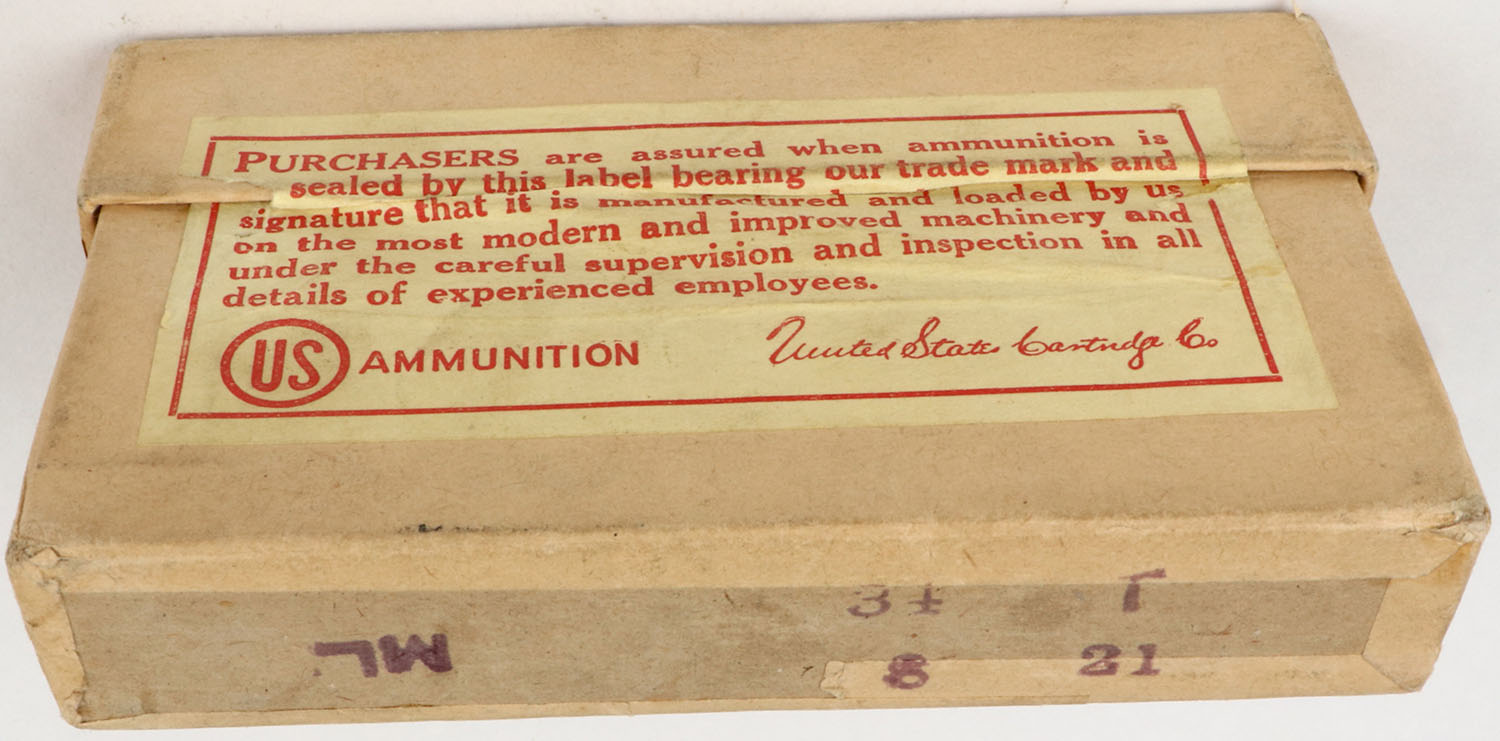 PURCHASERS are assured when ammunition is
sealed by this label bearing our trade mark and
signature that it is manufactured and loaded by us
on the most modern and improved machinery and
under the careful supervision and inspection in all
details of experienced employees.
US AMMUNITION United States Cartridge Co
34
ML
8 21